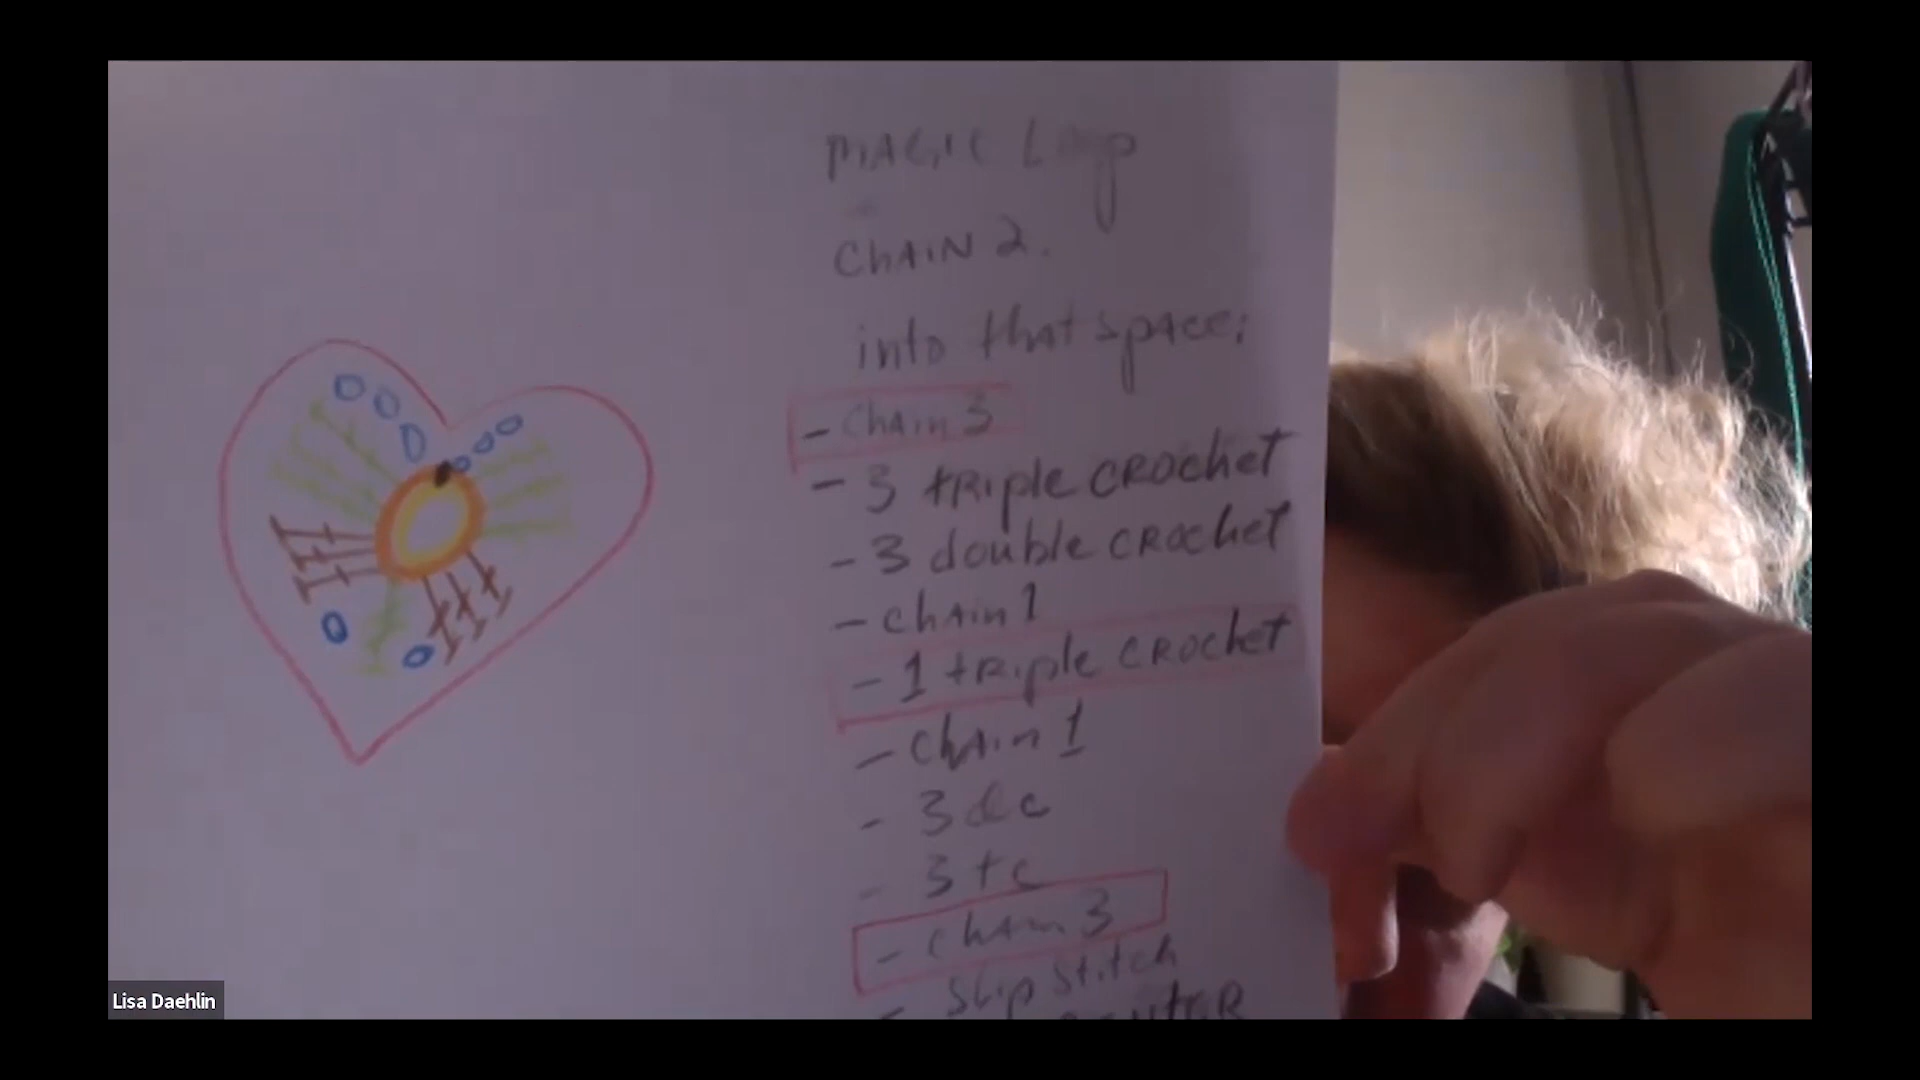 MAGIC Loop
ChAiN 2.
into that space;
- Chain 3
- 3 tRiple CROchet
- 3 double CROchet
- chAin 1
- 1 tRiple CROchet
- ChAin 1
- 3 dc
- 3 tc
- chain 3
- Slip Stitch
Lisa Daehlin